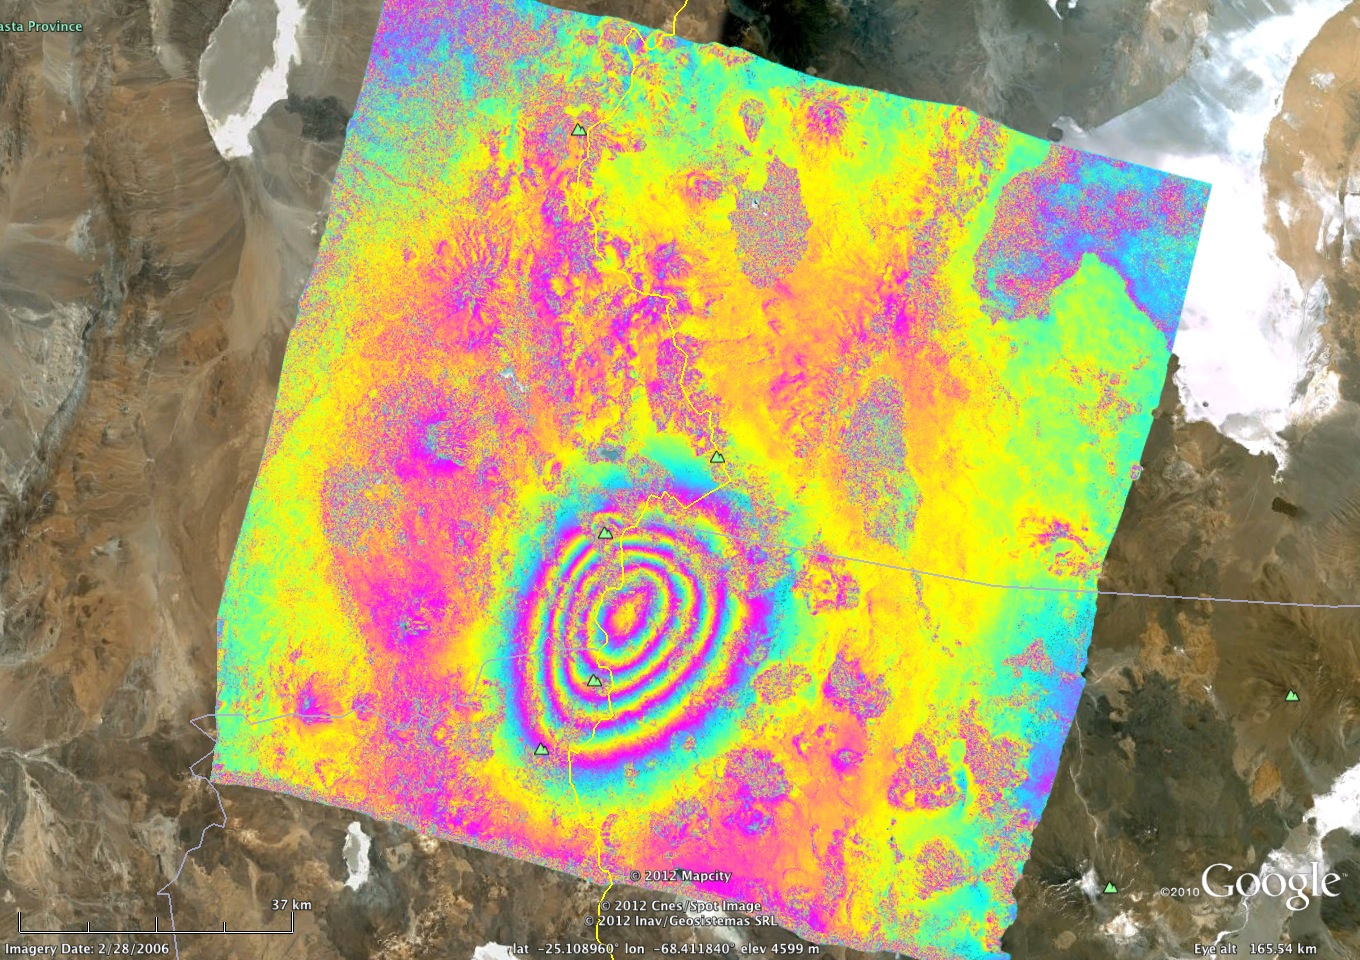 asta Province
© 2012 Mapcity
© 2010 Google
37 km
© 2012 Cnes/Spot Image
© 2012 Inav/Geosistemas SRL
Imagery Date: 2/28/2006
lat -25.108960° lon -68.411840° elev 4599 m
Eye alt 165.54 km